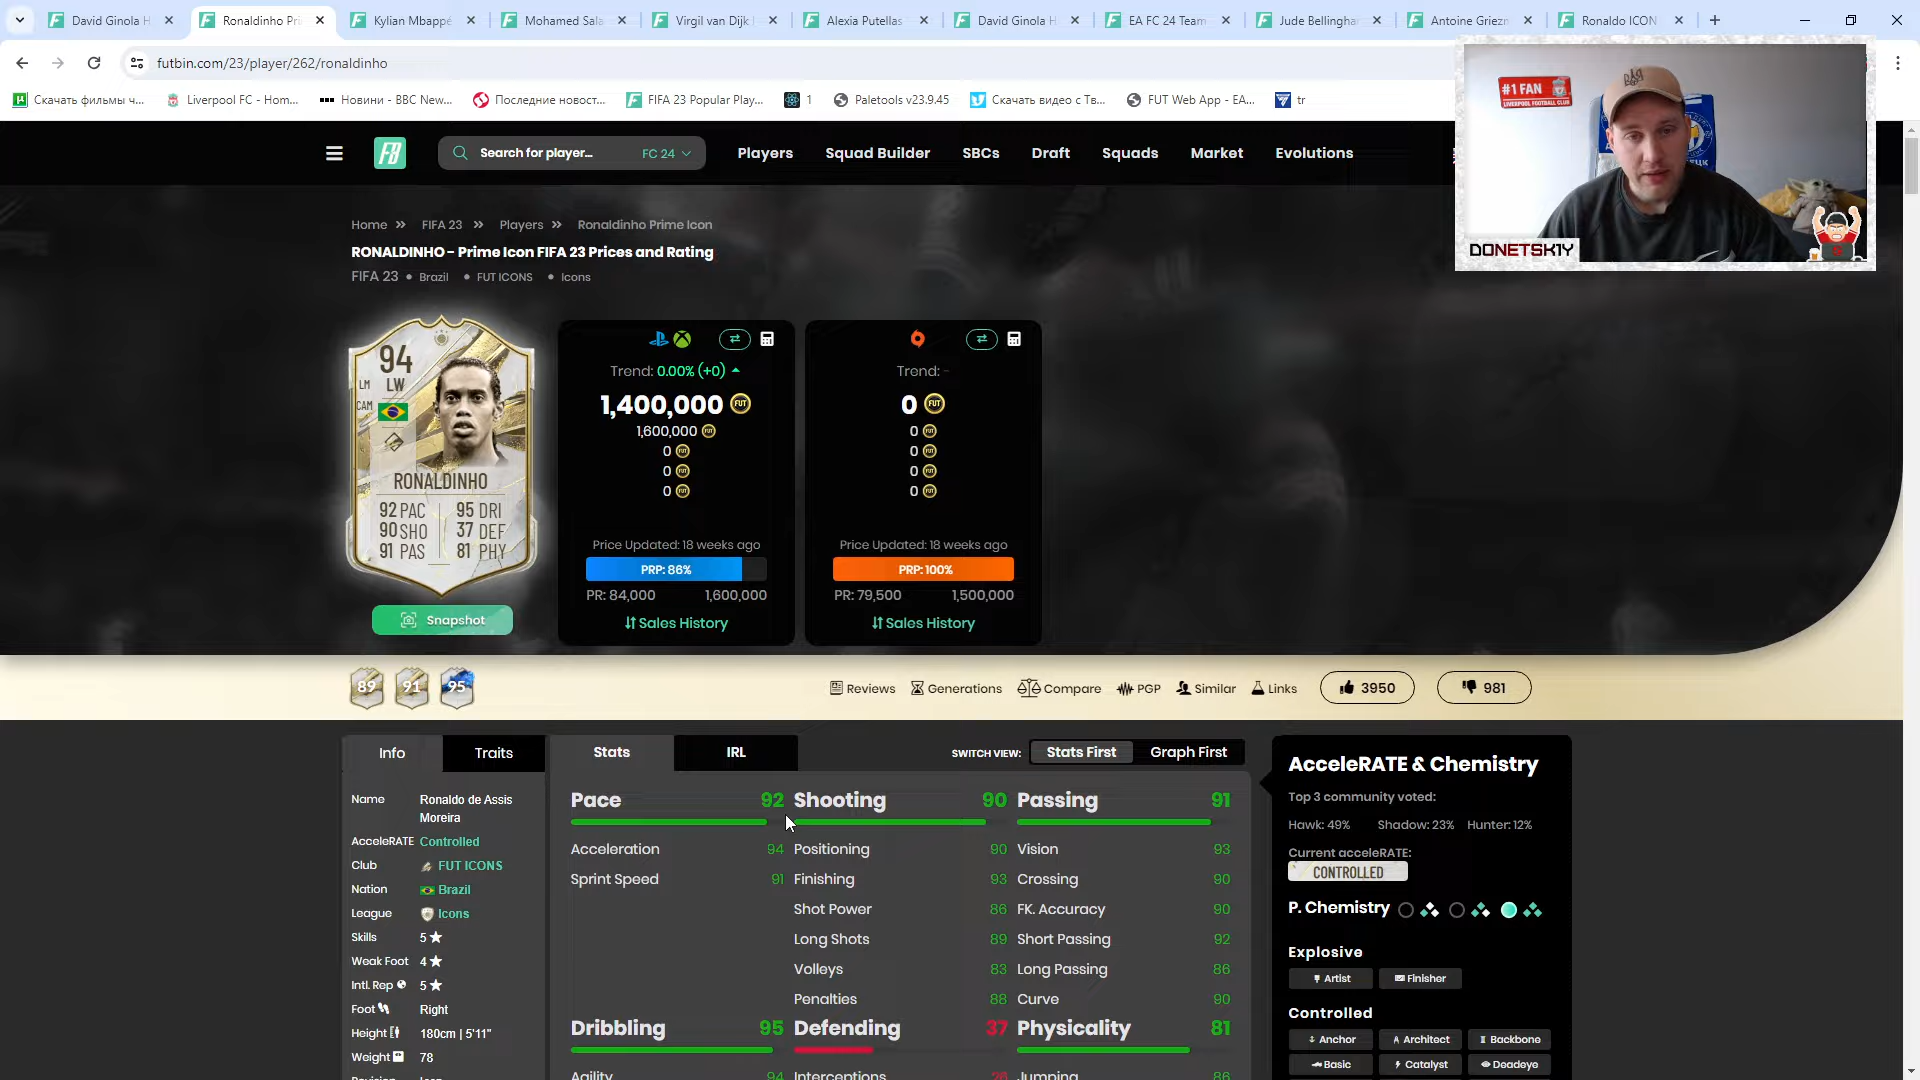 David Ginola H
Ronaldinho Pri
Kylian Mbappé
Mohamed Sala
Virgil van Dijk
Alexia Putellas
David Ginola H
EA FC 24 Team
Jude Bellingha
Antoine Griezm
Ronaldo ICON
futbin.com/23/player/262/ronaldinho
Скачать фильмы ч...
Liverpool FC - Hom...
Новини - BBC New...
Последние новост...
FIFA 23 Popular Play...
1
Paletools v23.9.45
Скачать видео с Тв...
FUT Web App - EA...
tr
#1 FAN
LIVERPOOL FOOTBALL CLUB
DONETSK1Y
FB
Search for player...
FC 24
Players
Squad Builder
SBCs
Draft
Squads
Market
Evolutions
Home » FIFA 23 » Players » Ronaldinho Prime Icon
RONALDINHO - Prime Icon FIFA 23 Prices and Rating
FIFA 23 • Brazil • FUT ICONS • Icons
94
LW
LM
CAM
RONALDINHO
92 PAC 95 DRI
90 SHO 37 DEF
91 PAS 81 PHY
Snapshot
Trend: 0.00% (+0)
1,400,000
1,600,000
0
0
0
Price Updated: 18 weeks ago
PRP: 86%
PR: 84,000 1,600,000
Sales History
Trend: -
0
0
0
0
0
Price Updated: 18 weeks ago
PRP: 100%
PR: 79,500 1,500,000
Sales History
89
91
95
Reviews
Generations
Compare
PGP
Similar
Links
3950
981
Info
Traits
Name Ronaldo de Assis
Moreira
AcceleRATE Controlled
Club FUT ICONS
Nation Brazil
League Icons
Skills 5
Weak Foot 4
Intl. Rep 5
Foot Right
Height 180cm | 5'11"
Weight 78
Stats
IRL
SWITCH VIEW:
Stats First
Graph First
Pace 92
Acceleration 94
Sprint Speed 91
Shooting 90
Positioning 90
Finishing 93
Shot Power 86
Long Shots 89
Volleys 83
Penalties 88
Passing 91
Vision 93
Crossing 90
FK. Accuracy 90
Short Passing 92
Long Passing 86
Curve 90
Dribbling 95
Agility 94
Defending 37
Interceptions
Physicality 81
Jumping 86
AcceleRATE & Chemistry
Top 3 community voted:
Hawk: 49% Shadow: 23% Hunter: 12%
Current acceleRATE:
CONTROLLED
P. Chemistry
Explosive
Artist
Finisher
Controlled
Anchor
Architect
Backbone
Basic
Catalyst
Deadeye